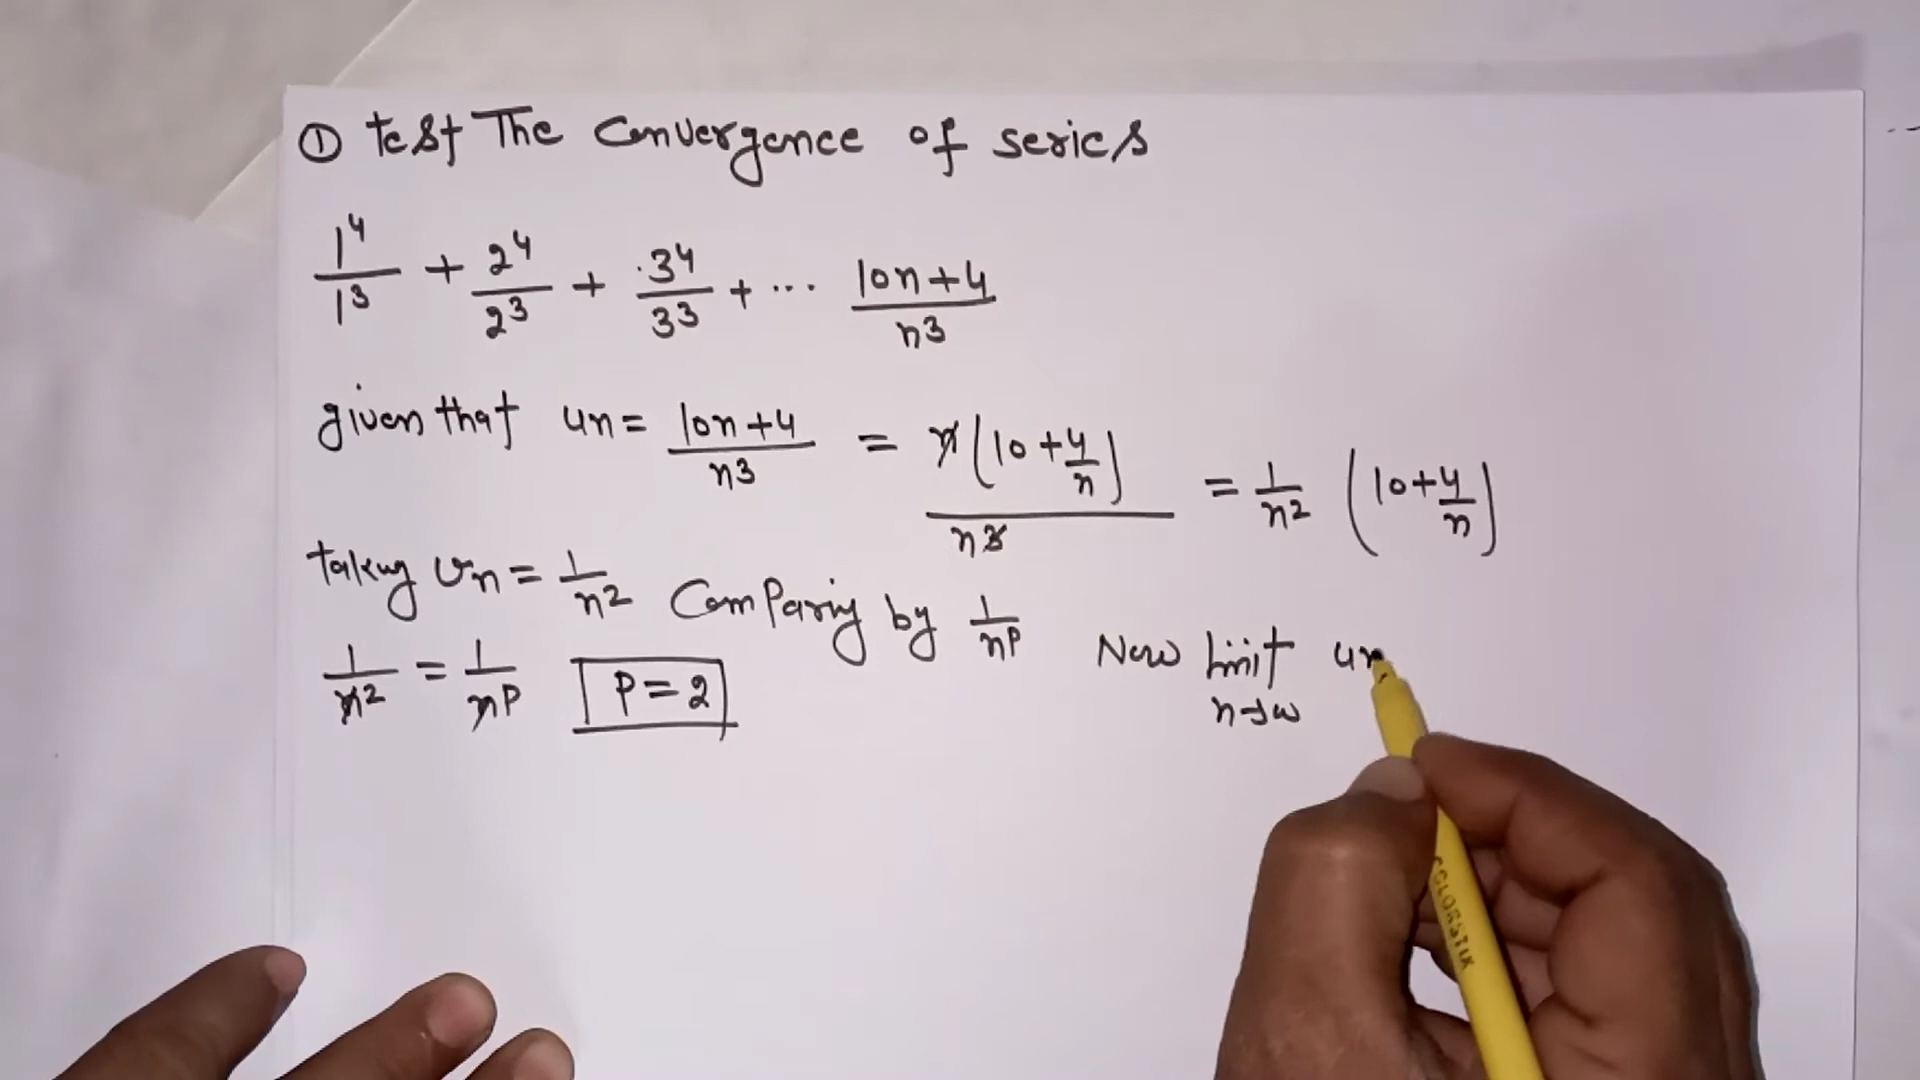 ① Test The Convergence of series
1⁴/1³ + 2⁴/2³ + 3⁴/3³ + ... 10n+4/n3
given that un = 10n+4/n3 = n(10+4/n)/n3 = 1/n2 (10+4/n)
taking vn = 1/n2 Comparing by 1/nP
1/n2 = 1/nP P=2 Now limit n→∞ un
COLORSTIX